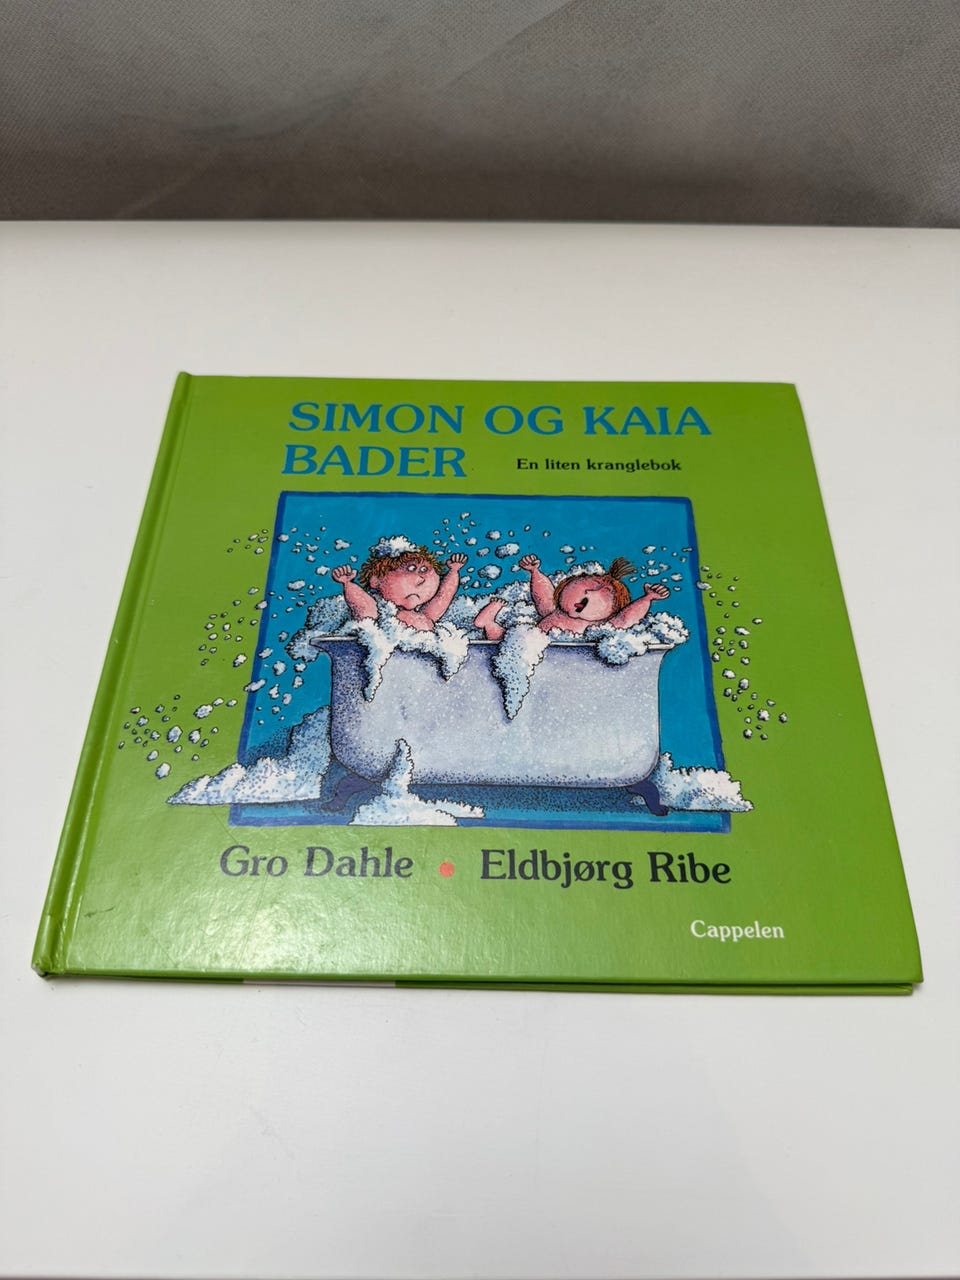 SIMON OG KAIA
BADER
En liten kranglebok
Gro Dahle • Eldbjørg Ribe
Cappelen